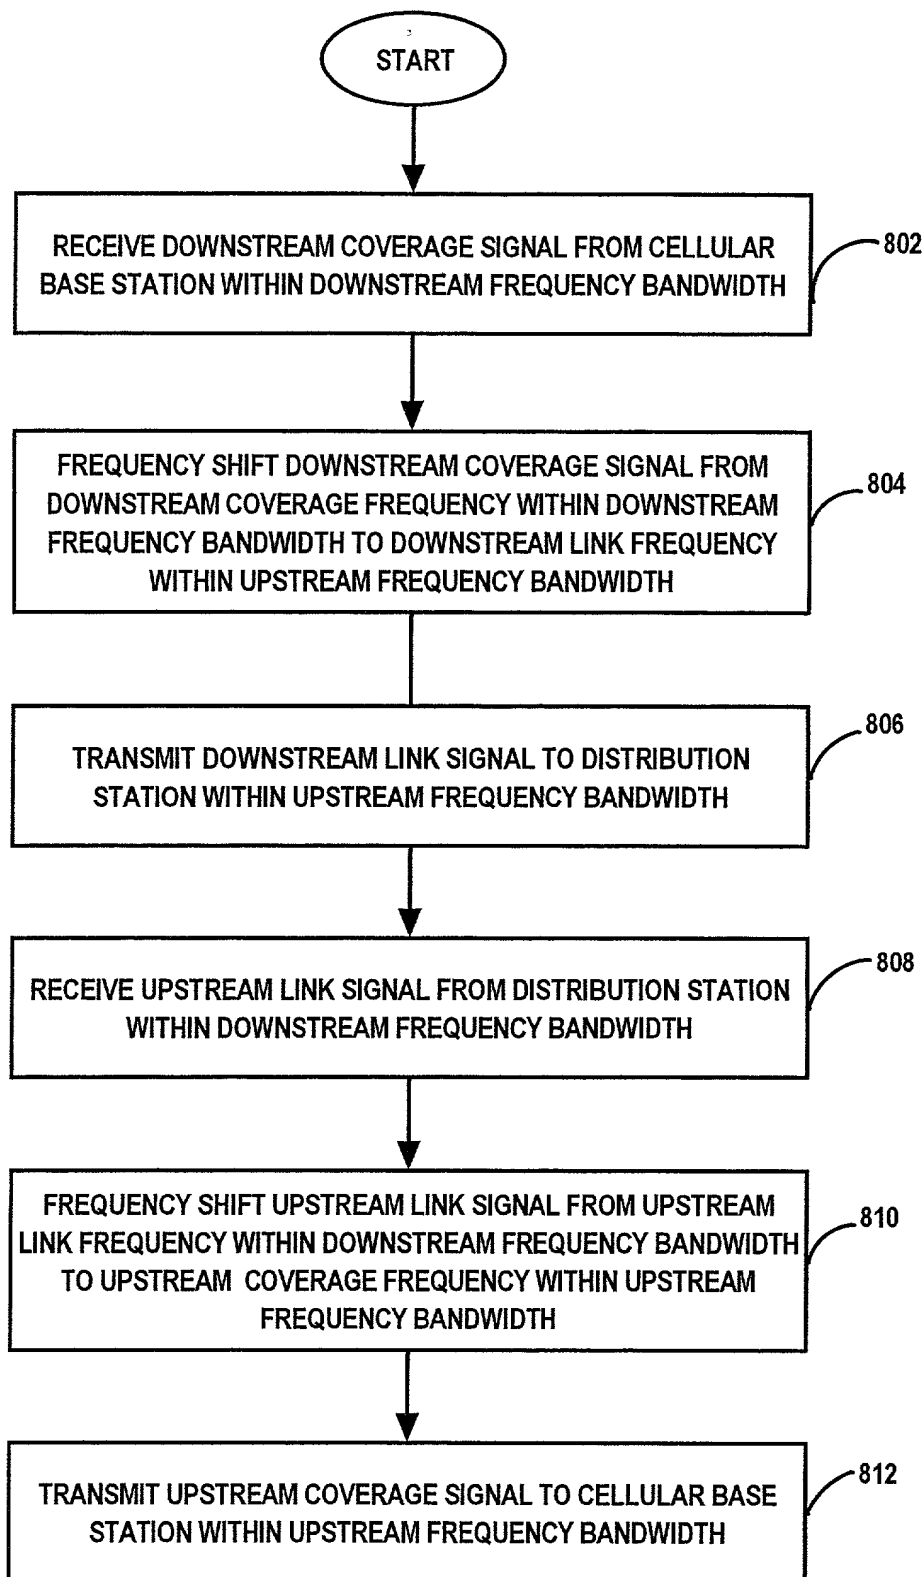 START
RECEIVE DOWNSTREAM COVERAGE SIGNAL FROM CELLULAR
BASE STATION WITHIN DOWNSTREAM FREQUENCY BANDWIDTH
802
FREQUENCY SHIFT DOWNSTREAM COVERAGE SIGNAL FROM
DOWNSTREAM COVERAGE FREQUENCY WITHIN DOWNSTREAM
FREQUENCY BANDWIDTH TO DOWNSTREAM LINK FREQUENCY
WITHIN UPSTREAM FREQUENCY BANDWIDTH
804
TRANSMIT DOWNSTREAM LINK SIGNAL TO DISTRIBUTION
STATION WITHIN UPSTREAM FREQUENCY BANDWIDTH
806
RECEIVE UPSTREAM LINK SIGNAL FROM DISTRIBUTION STATION
WITHIN DOWNSTREAM FREQUENCY BANDWIDTH
808
FREQUENCY SHIFT UPSTREAM LINK SIGNAL FROM UPSTREAM
LINK FREQUENCY WITHIN DOWNSTREAM FREQUENCY BANDWIDTH
TO UPSTREAM COVERAGE FREQUENCY WITHIN UPSTREAM
FREQUENCY BANDWIDTH
810
TRANSMIT UPSTREAM COVERAGE SIGNAL TO CELLULAR BASE
STATION WITHIN UPSTREAM FREQUENCY BANDWIDTH
812